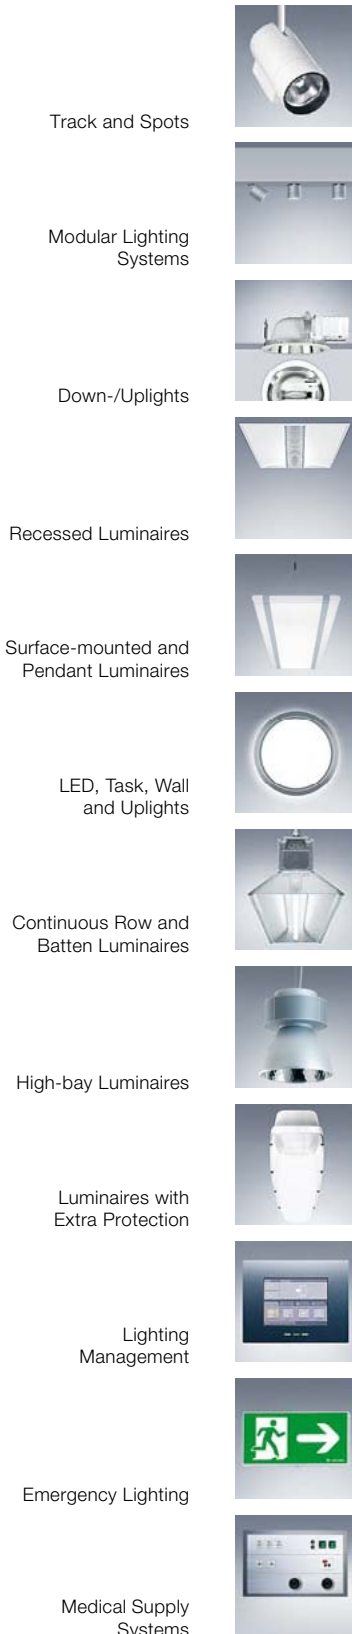 Track and Spots
Modular Lighting
Systems
Down-/Uplights
Recessed Luminaires
Surface-mounted and
Pendant Luminaires
LED, Task, Wall
and Uplights
Continuous Row and
Batten Luminaires
High-bay Luminaires
Luminaires with
Extra Protection
Lighting
Management
Emergency Lighting
Medical Supply
Systems